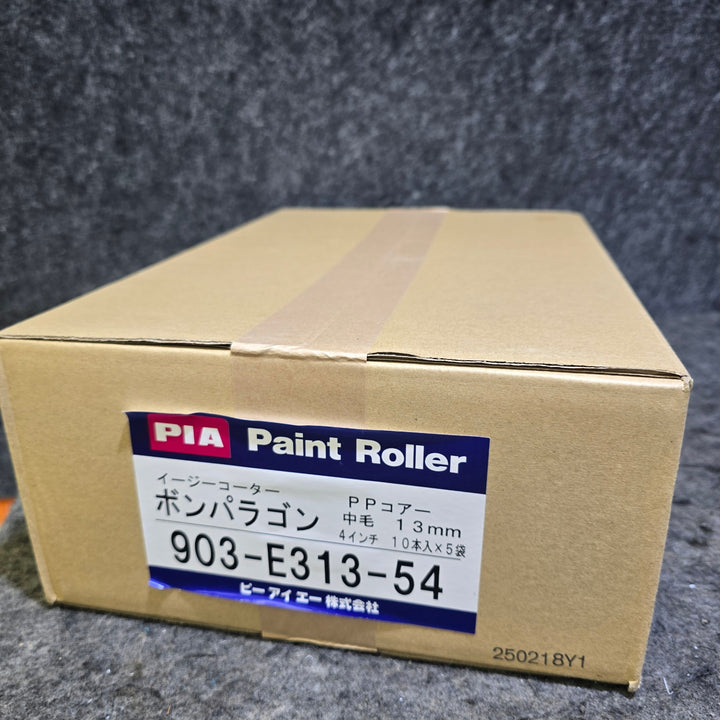 PIA Paint Roller
イージーコーター
ボンパラゴン
PPコアー
中毛 13mm
4インチ 10本入×5袋
903-E313-54
ピーアイエー株式会社
250218Y1